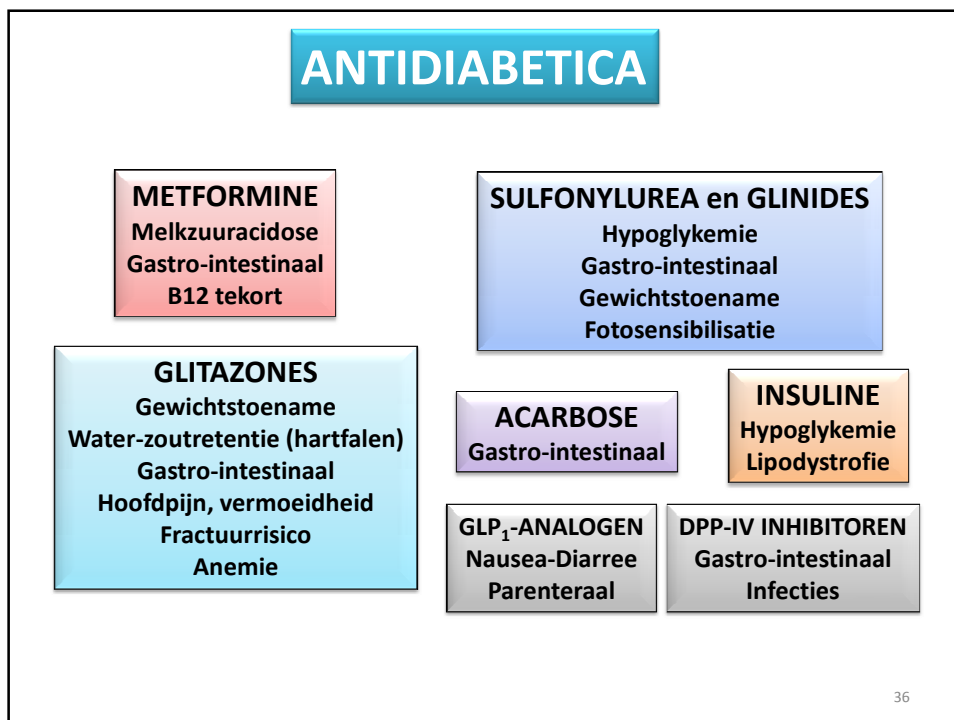 ANTIDIABETICA
METFORMINE
Melkzuuracidose
Gastro-intestinaal
B12 tekort
SULFONYLUREA en GLINIDES
Hypoglykemie
Gastro-intestinaal
Gewichtstoename
Fotosensibilisatie
GLITAZONES
Gewichtstoename
Water-zoutretentie (hartfalen)
Gastro-intestinaal
Hoofdpijn, vermoeidheid
Fractuurrisico
Anemie
ACARBOSE
Gastro-intestinaal
INSULINE
Hypoglykemie
Lipodystrofie
GLP₁-ANALOGEN
Nausea-Diarree
Parenteraal
DPP-IV INHIBITOREN
Gastro-intestinaal
Infecties
36